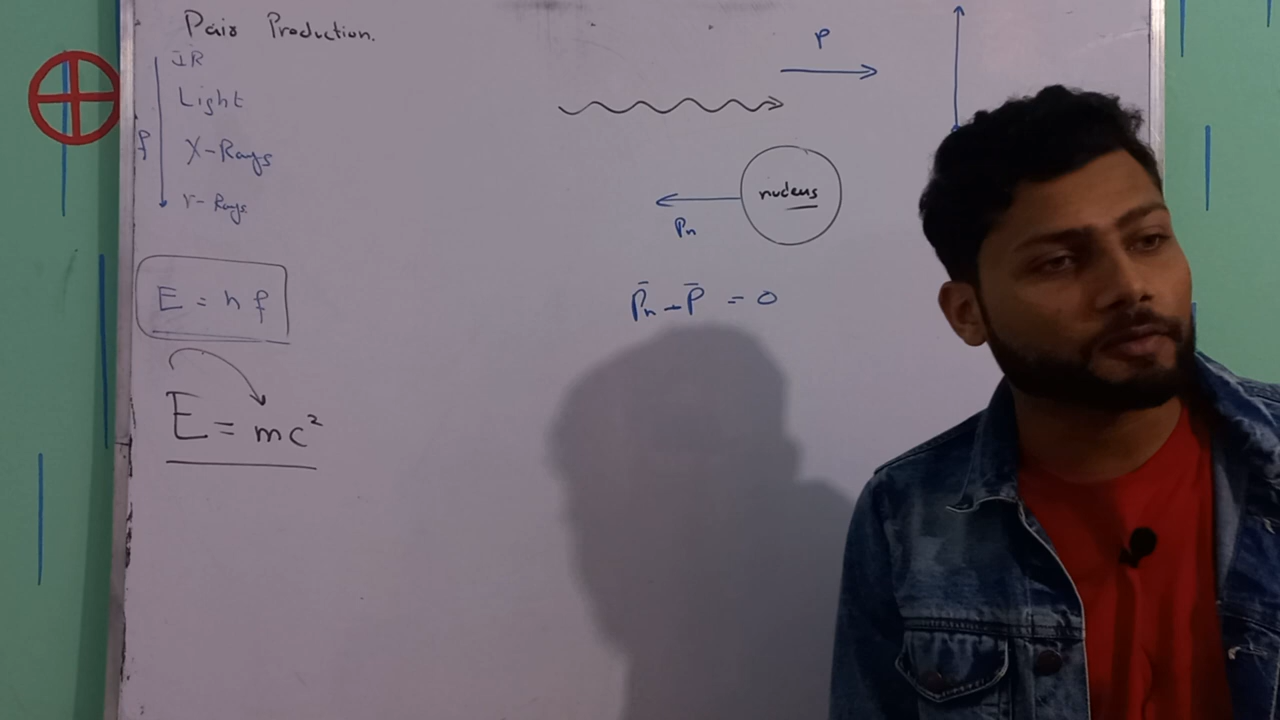 Pair Production.
IR
Light
X-Rays
γ-Rays
f
E = hf
E = mc²
P
nucleus
Pn
P̄n - P̄ = 0